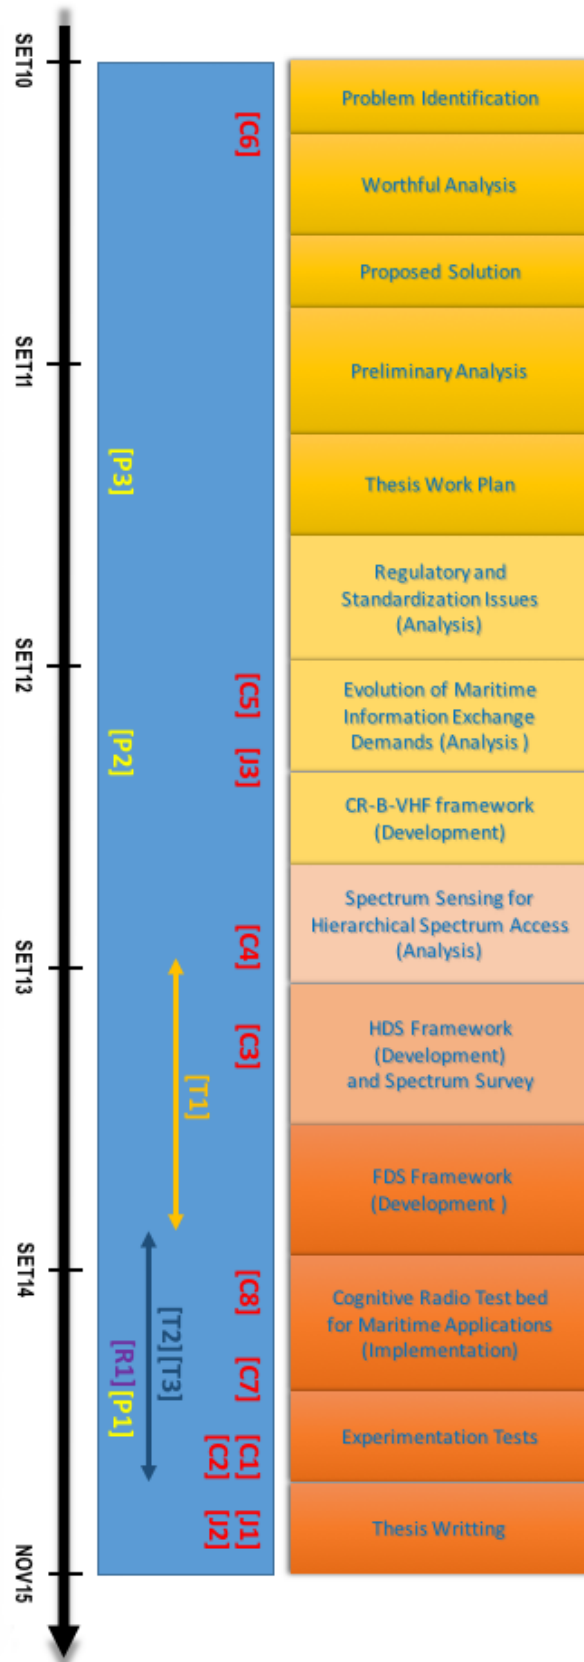 SET10
SET11
SET12
SET13
SET14
NOV15
[C6]
[P3]
[C5]
[P2]
[J3]
[C4]
[C3]
[T1]
[C8]
[T2][T3]
[C7]
[R1][P1]
[C1]
[C2]
[J1]
[J2]
Problem Identification
Worthful Analysis
Proposed Solution
Preliminary Analysis
Thesis Work Plan
Regulatory and
Standardization Issues
(Analysis)
Evolution of Maritime
Information Exchange
Demands (Analysis )
CR-B-VHF framework
(Development)
Spectrum Sensing for
Hierarchical Spectrum Access
(Analysis)
HDS Framework
(Development)
and Spectrum Survey
FDS Framework
(Development )
Cognitive Radio Test bed
for Maritime Applications
(Implementation)
Experimentation Tests
Thesis Writting